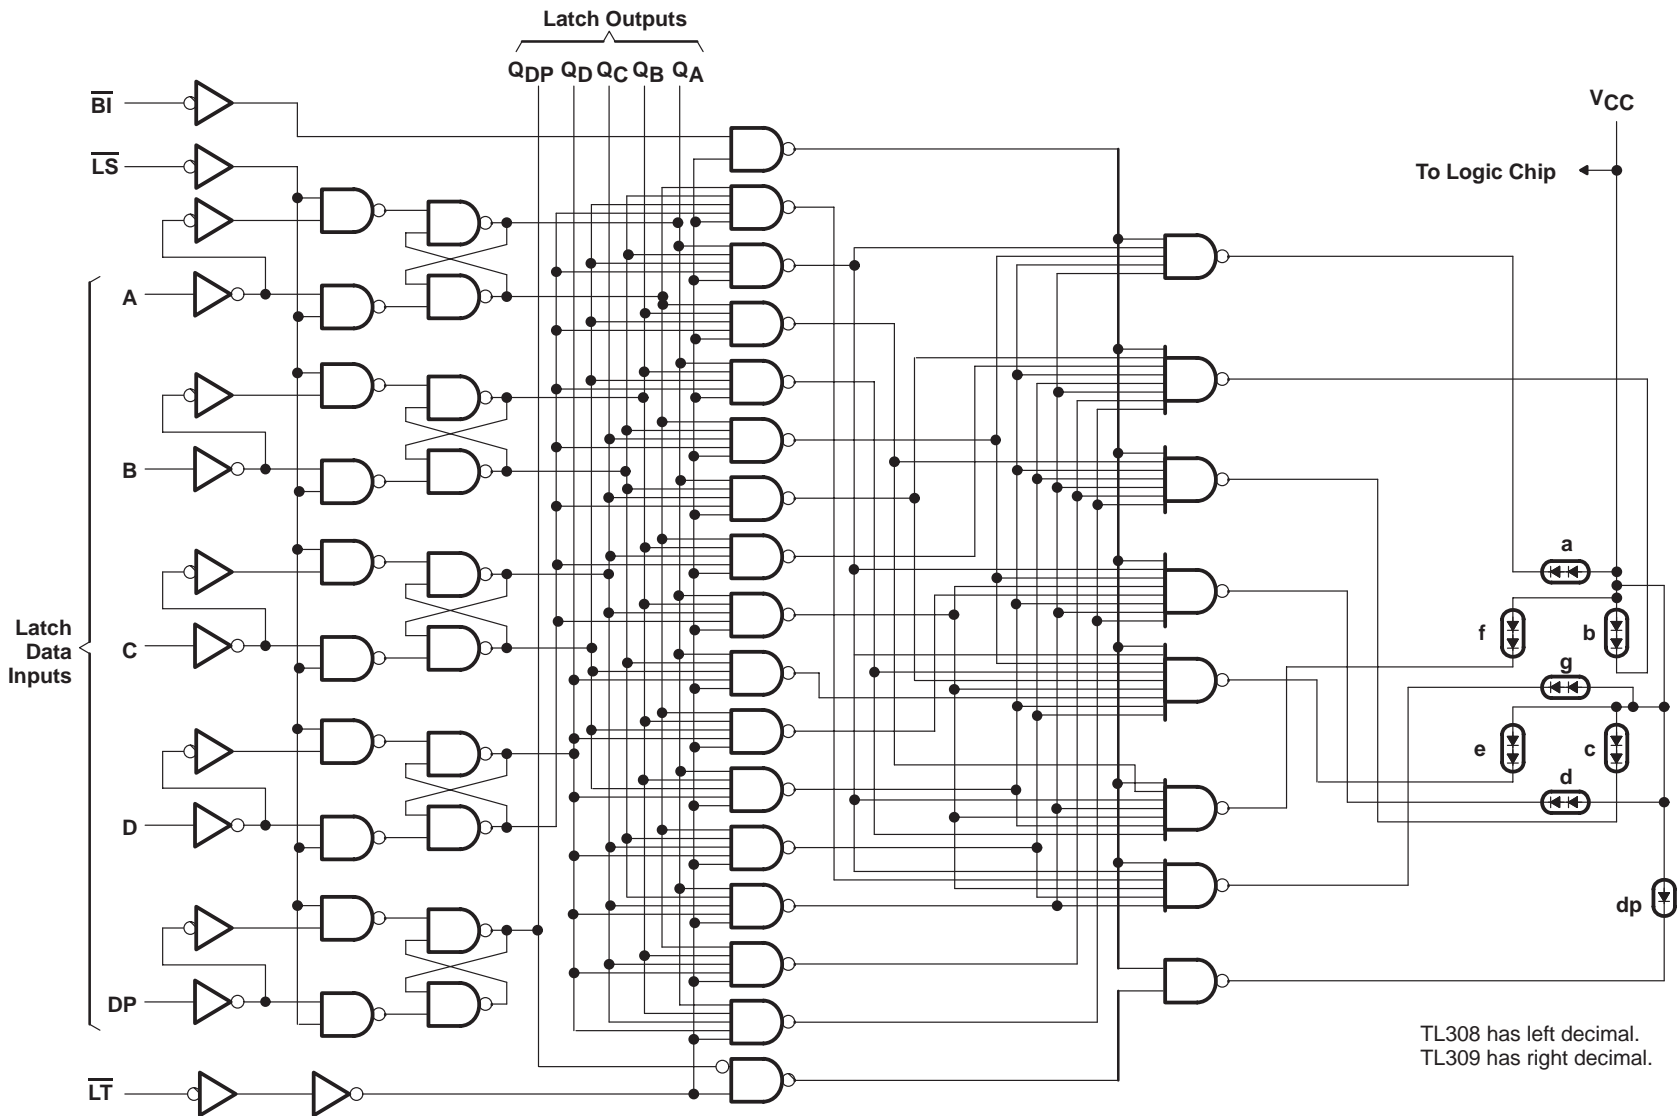 Latch Outputs
QDP QD QC QB QA
BI
VCC
LS
To Logic Chip
A
B
a
f
b
Latch
Data
Inputs
C
g
e
c
d
D
dp
DP
TL308 has left decimal.
TL309 has right decimal.
LT